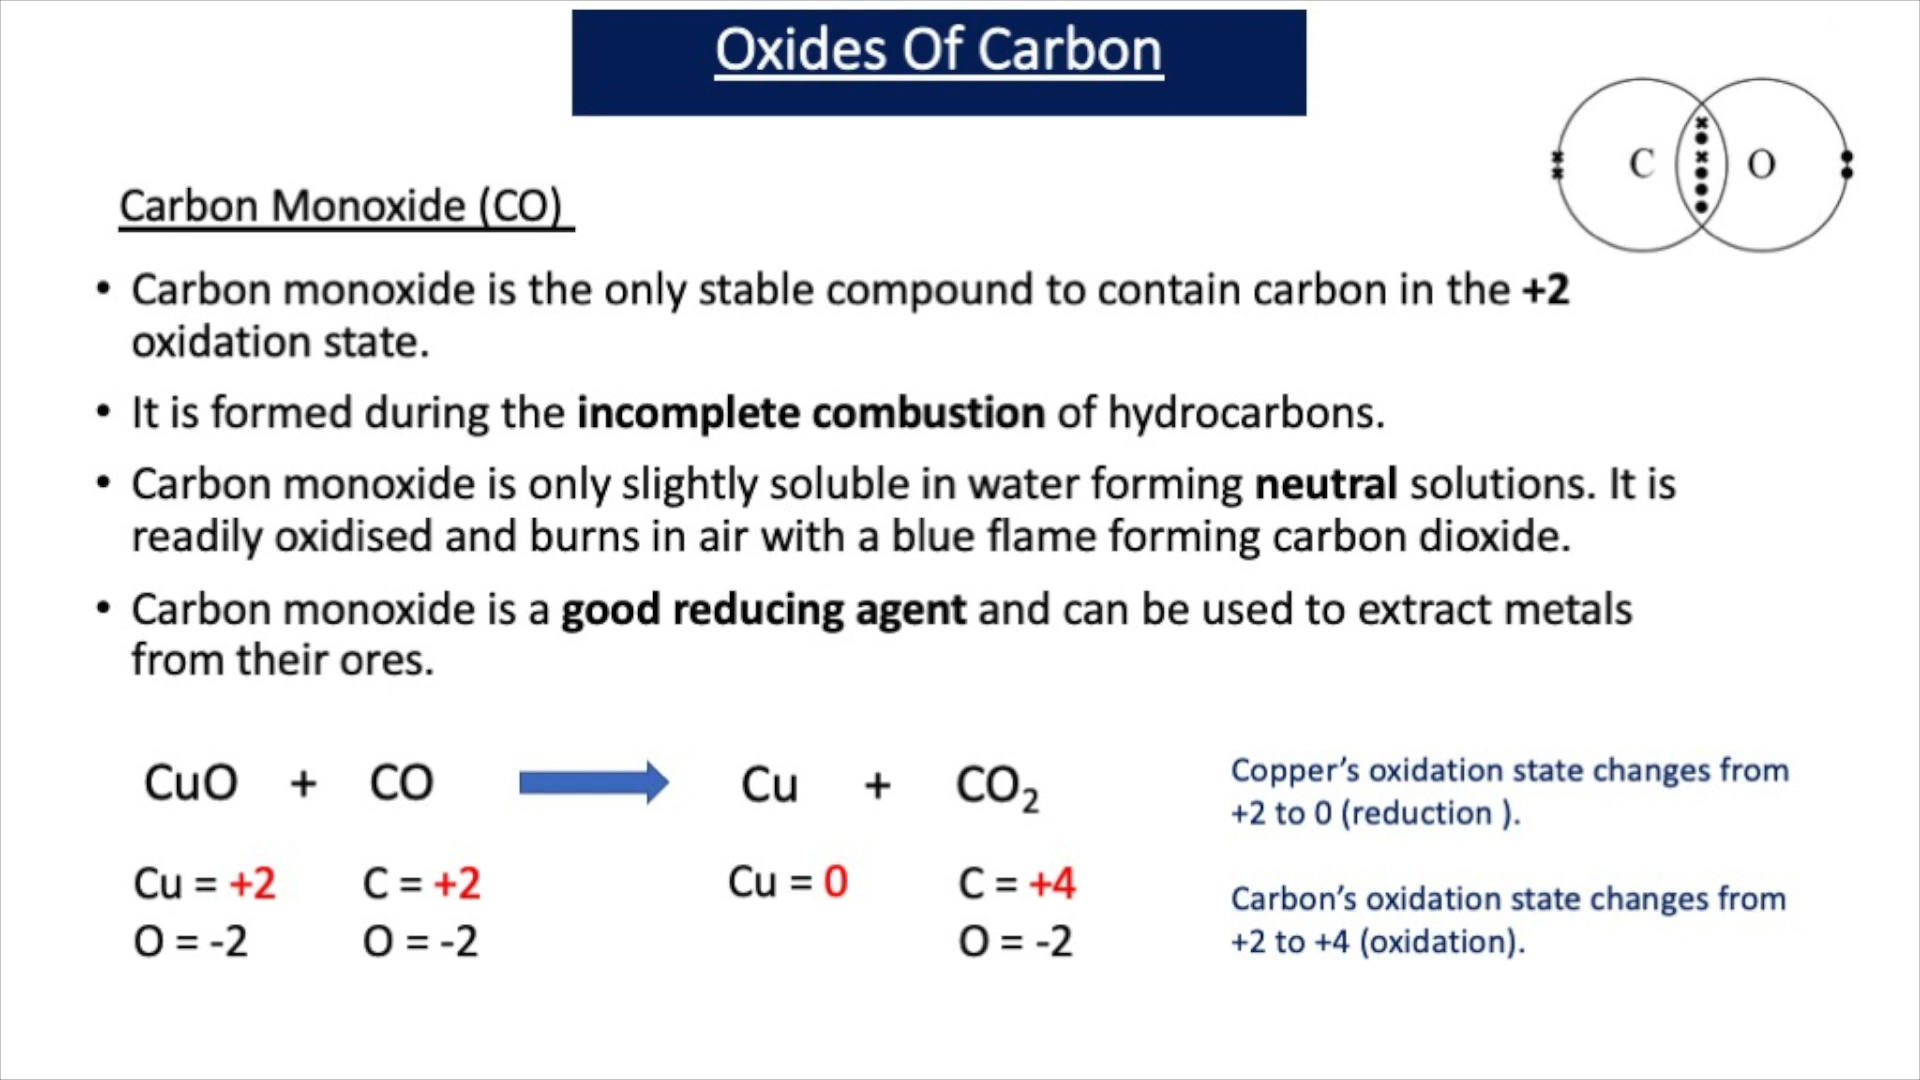 Oxides Of Carbon
C O
Carbon Monoxide (CO)
• Carbon monoxide is the only stable compound to contain carbon in the +2
oxidation state.
• It is formed during the incomplete combustion of hydrocarbons.
• Carbon monoxide is only slightly soluble in water forming neutral solutions. It is
readily oxidised and burns in air with a blue flame forming carbon dioxide.
• Carbon monoxide is a good reducing agent and can be used to extract metals
from their ores.
CuO + CO Cu + CO₂
Cu = +2 C = +2 Cu = 0 C = +4
O = -2 O = -2 O = -2
Copper’s oxidation state changes from
+2 to 0 (reduction ).
Carbon’s oxidation state changes from
+2 to +4 (oxidation).